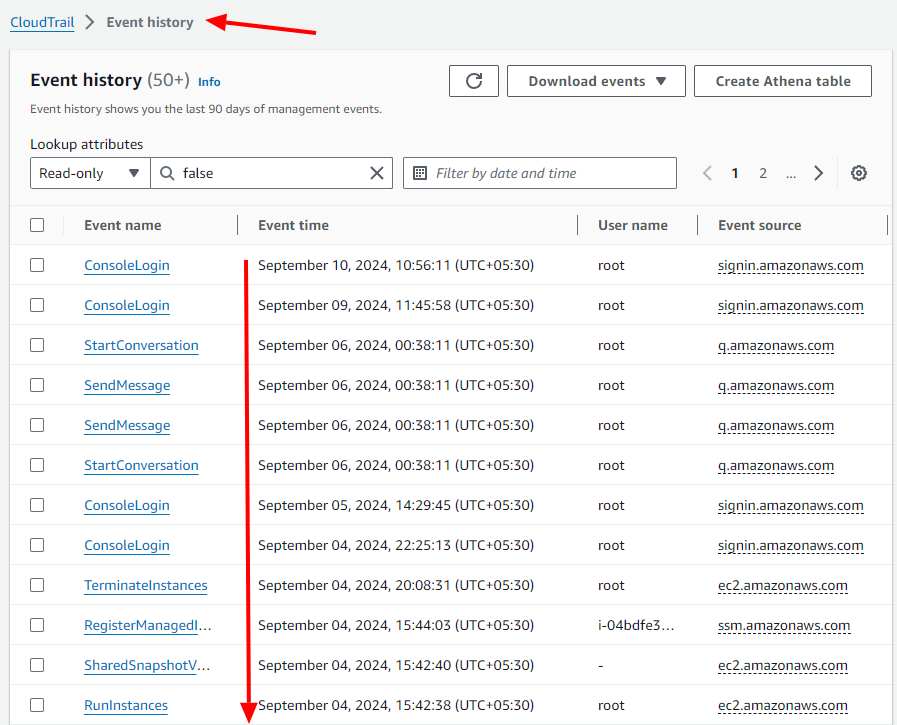 CloudTrail > Event history
Event history (50+) Info
Download events
Create Athena table
Event history shows you the last 90 days of management events.
Lookup attributes
Read-only false Filter by date and time 1 2 ...
Event name Event time User name Event source
ConsoleLogin September 10, 2024, 10:56:11 (UTC+05:30) root signin.amazonaws.com
ConsoleLogin September 09, 2024, 11:45:58 (UTC+05:30) root signin.amazonaws.com
StartConversation September 06, 2024, 00:38:11 (UTC+05:30) root q.amazonaws.com
SendMessage September 06, 2024, 00:38:11 (UTC+05:30) root q.amazonaws.com
SendMessage September 06, 2024, 00:38:11 (UTC+05:30) root q.amazonaws.com
StartConversation September 06, 2024, 00:38:11 (UTC+05:30) root q.amazonaws.com
ConsoleLogin September 05, 2024, 14:29:45 (UTC+05:30) root signin.amazonaws.com
ConsoleLogin September 04, 2024, 22:25:13 (UTC+05:30) root signin.amazonaws.com
TerminateInstances September 04, 2024, 20:08:31 (UTC+05:30) root ec2.amazonaws.com
RegisterManagedI... September 04, 2024, 15:44:03 (UTC+05:30) i-04bdfe3... ssm.amazonaws.com
SharedSnapshotV... September 04, 2024, 15:42:40 (UTC+05:30) - ec2.amazonaws.com
RunInstances September 04, 2024, 15:42:38 (UTC+05:30) root ec2.amazonaws.com